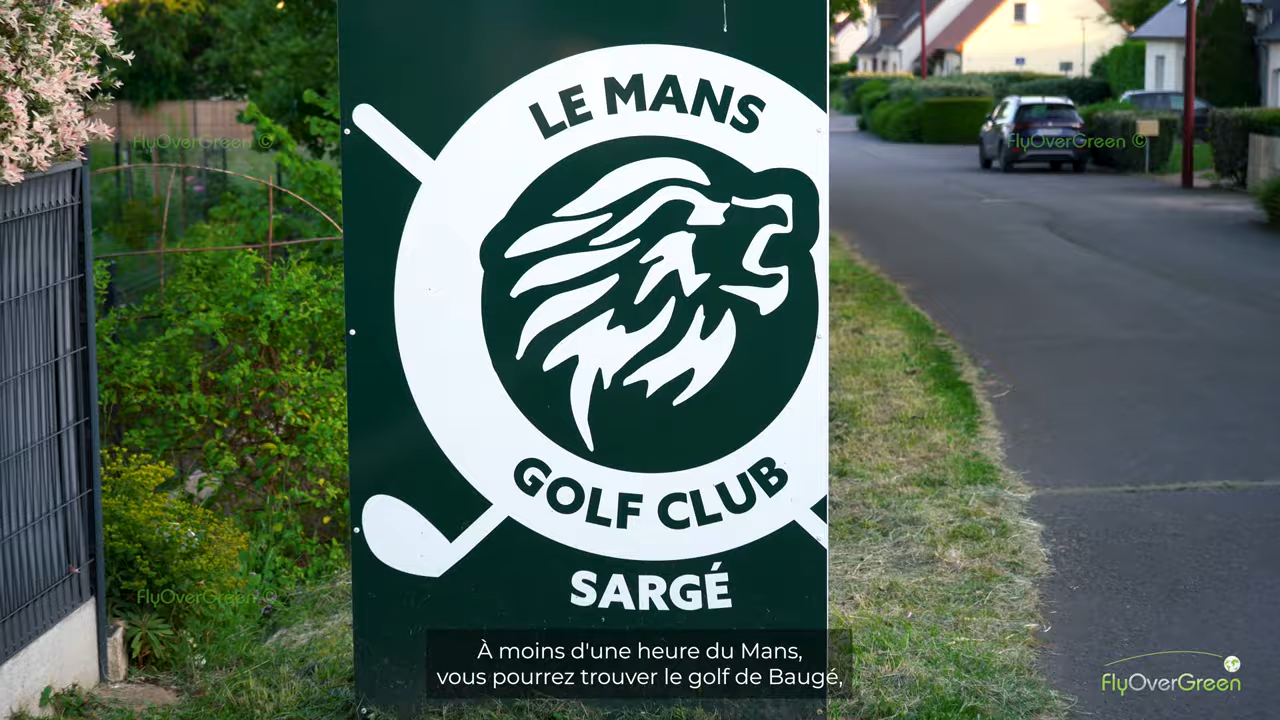 LE MANS
FlyOverGreen ©
FlyOverGreen ©
GOLF CLUB
SARGÉ
FlyOverGreen ©
À moins d'une heure du Mans,
vous pourrez trouver le golf de Baugé,
FlyOverGreen